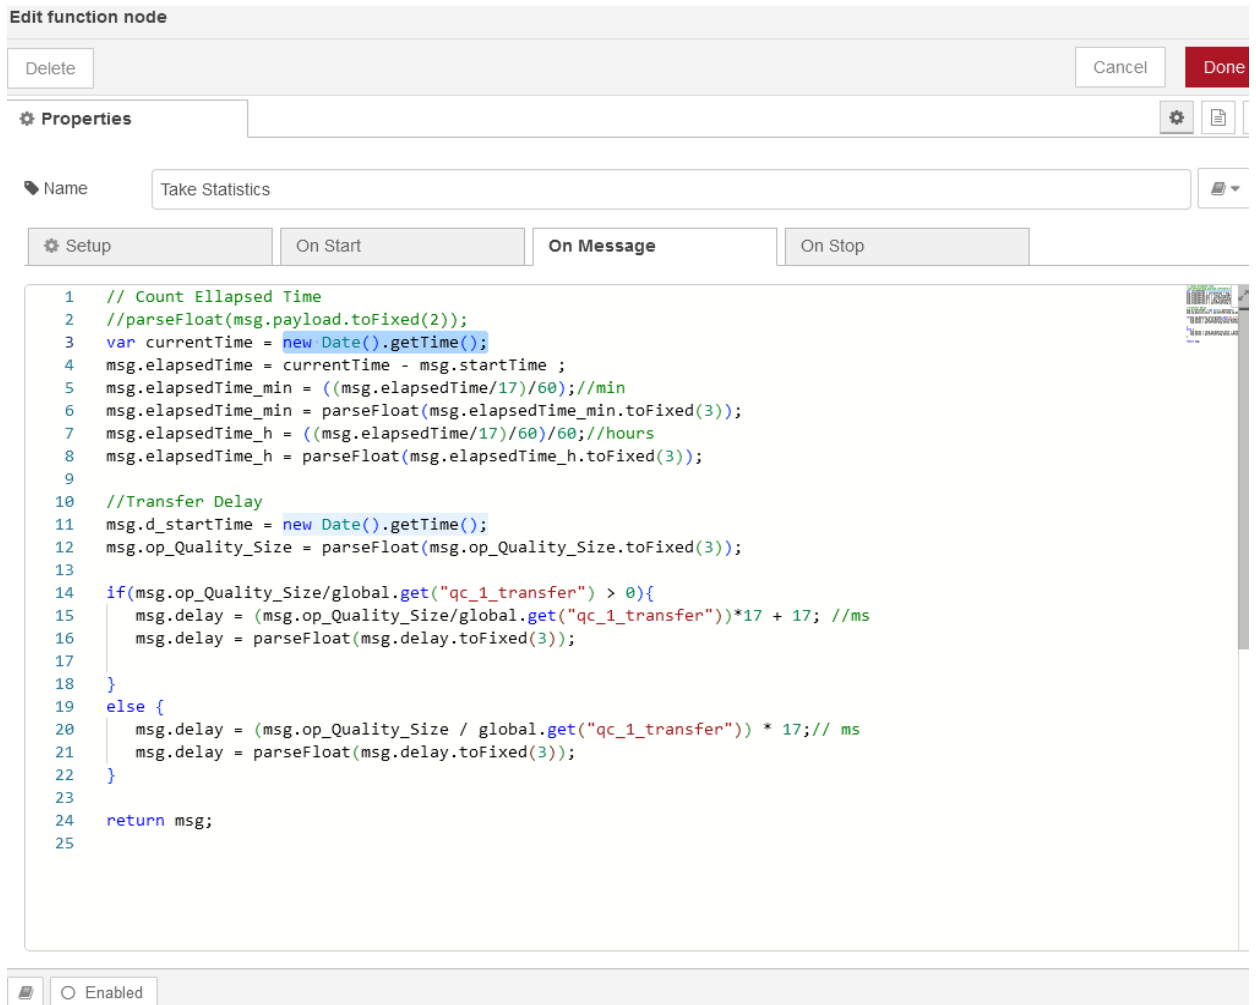 Edit function node
Delete
Cancel
Done
Properties
Name
Take Statistics
Setup
On Start
On Message
On Stop
1 // Count Ellapsed Time
2 //parseFloat(msg.payload.toFixed(2));
3 var currentTime = new Date().getTime();
4 msg.elapsedTime = currentTime - msg.startTime ;
5 msg.elapsedTime_min = ((msg.elapsedTime/17)/60);//min
6 msg.elapsedTime_min = parseFloat(msg.elapsedTime_min.toFixed(3));
7 msg.elapsedTime_h = ((msg.elapsedTime/17)/60)/60;//hours
8 msg.elapsedTime_h = parseFloat(msg.elapsedTime_h.toFixed(3));
9
10 //Transfer Delay
11 msg.d_startTime = new Date().getTime();
12 msg.op_Quality_Size = parseFloat(msg.op_Quality_Size.toFixed(3));
13
14 if(msg.op_Quality_Size/global.get("qc_1_transfer") > 0){
15 msg.delay = (msg.op_Quality_Size/global.get("qc_1_transfer"))*17 + 17; //ms
16 msg.delay = parseFloat(msg.delay.toFixed(3));
17
18 }
19 else {
20 msg.delay = (msg.op_Quality_Size / global.get("qc_1_transfer")) * 17;// ms
21 msg.delay = parseFloat(msg.delay.toFixed(3));
22 }
23
24 return msg;
25
Enabled